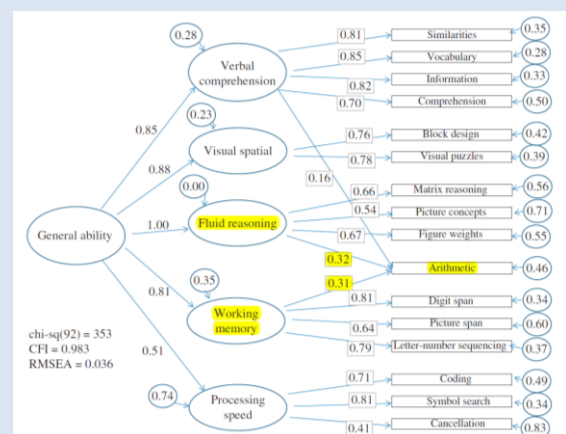 0.28
0.81
Similarities
0.35
Verbal
comprehension
0.85
Vocabulary
0.28
0.82
Information
0.33
0.70
Comprehension
0.50
0.85
0.23
Visual spatial
0.76
Block design
0.42
0.78
Visual puzzles
0.39
0.88
0.16
0.00
0.66
Matrix reasoning
0.56
0.54
Picture concepts
0.71
General ability
1.00
Fluid reasoning
0.67
Figure weights
0.55
0.32
Arithmetic
0.46
0.31
0.81
0.35
Working
memory
0.81
Digit span
0.34
0.64
Picture span
0.60
0.79
Letter-number sequencing
0.37
chi-sq(92) = 353
CFI = 0.983
RMSEA = 0.036
0.51
0.74
Processing
speed
0.71
Coding
0.49
0.81
Symbol search
0.34
0.41
Cancellation
0.83